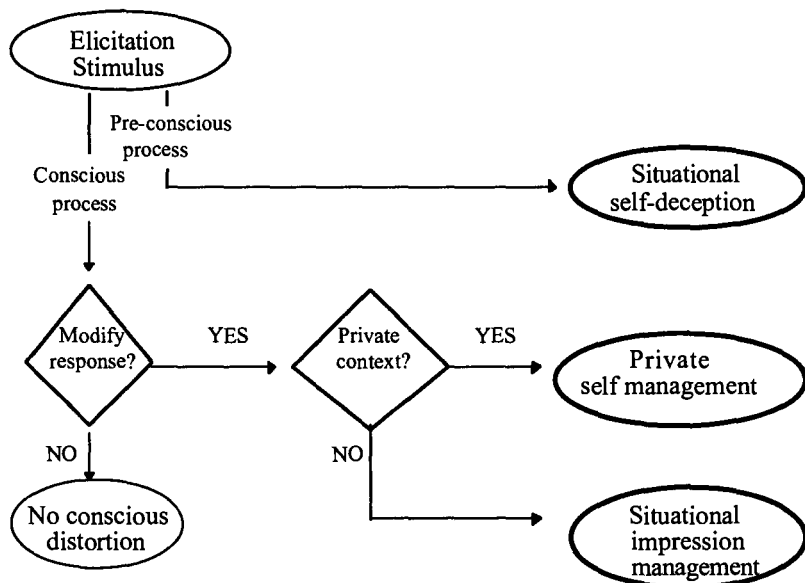 Elicitation
Stimulus
Pre-conscious
process
Conscious
process
Situational
self-deception
Modify
response?
YES
Private
context?
YES
Private
self management
NO
NO
No conscious
distortion
Situational
impression
management